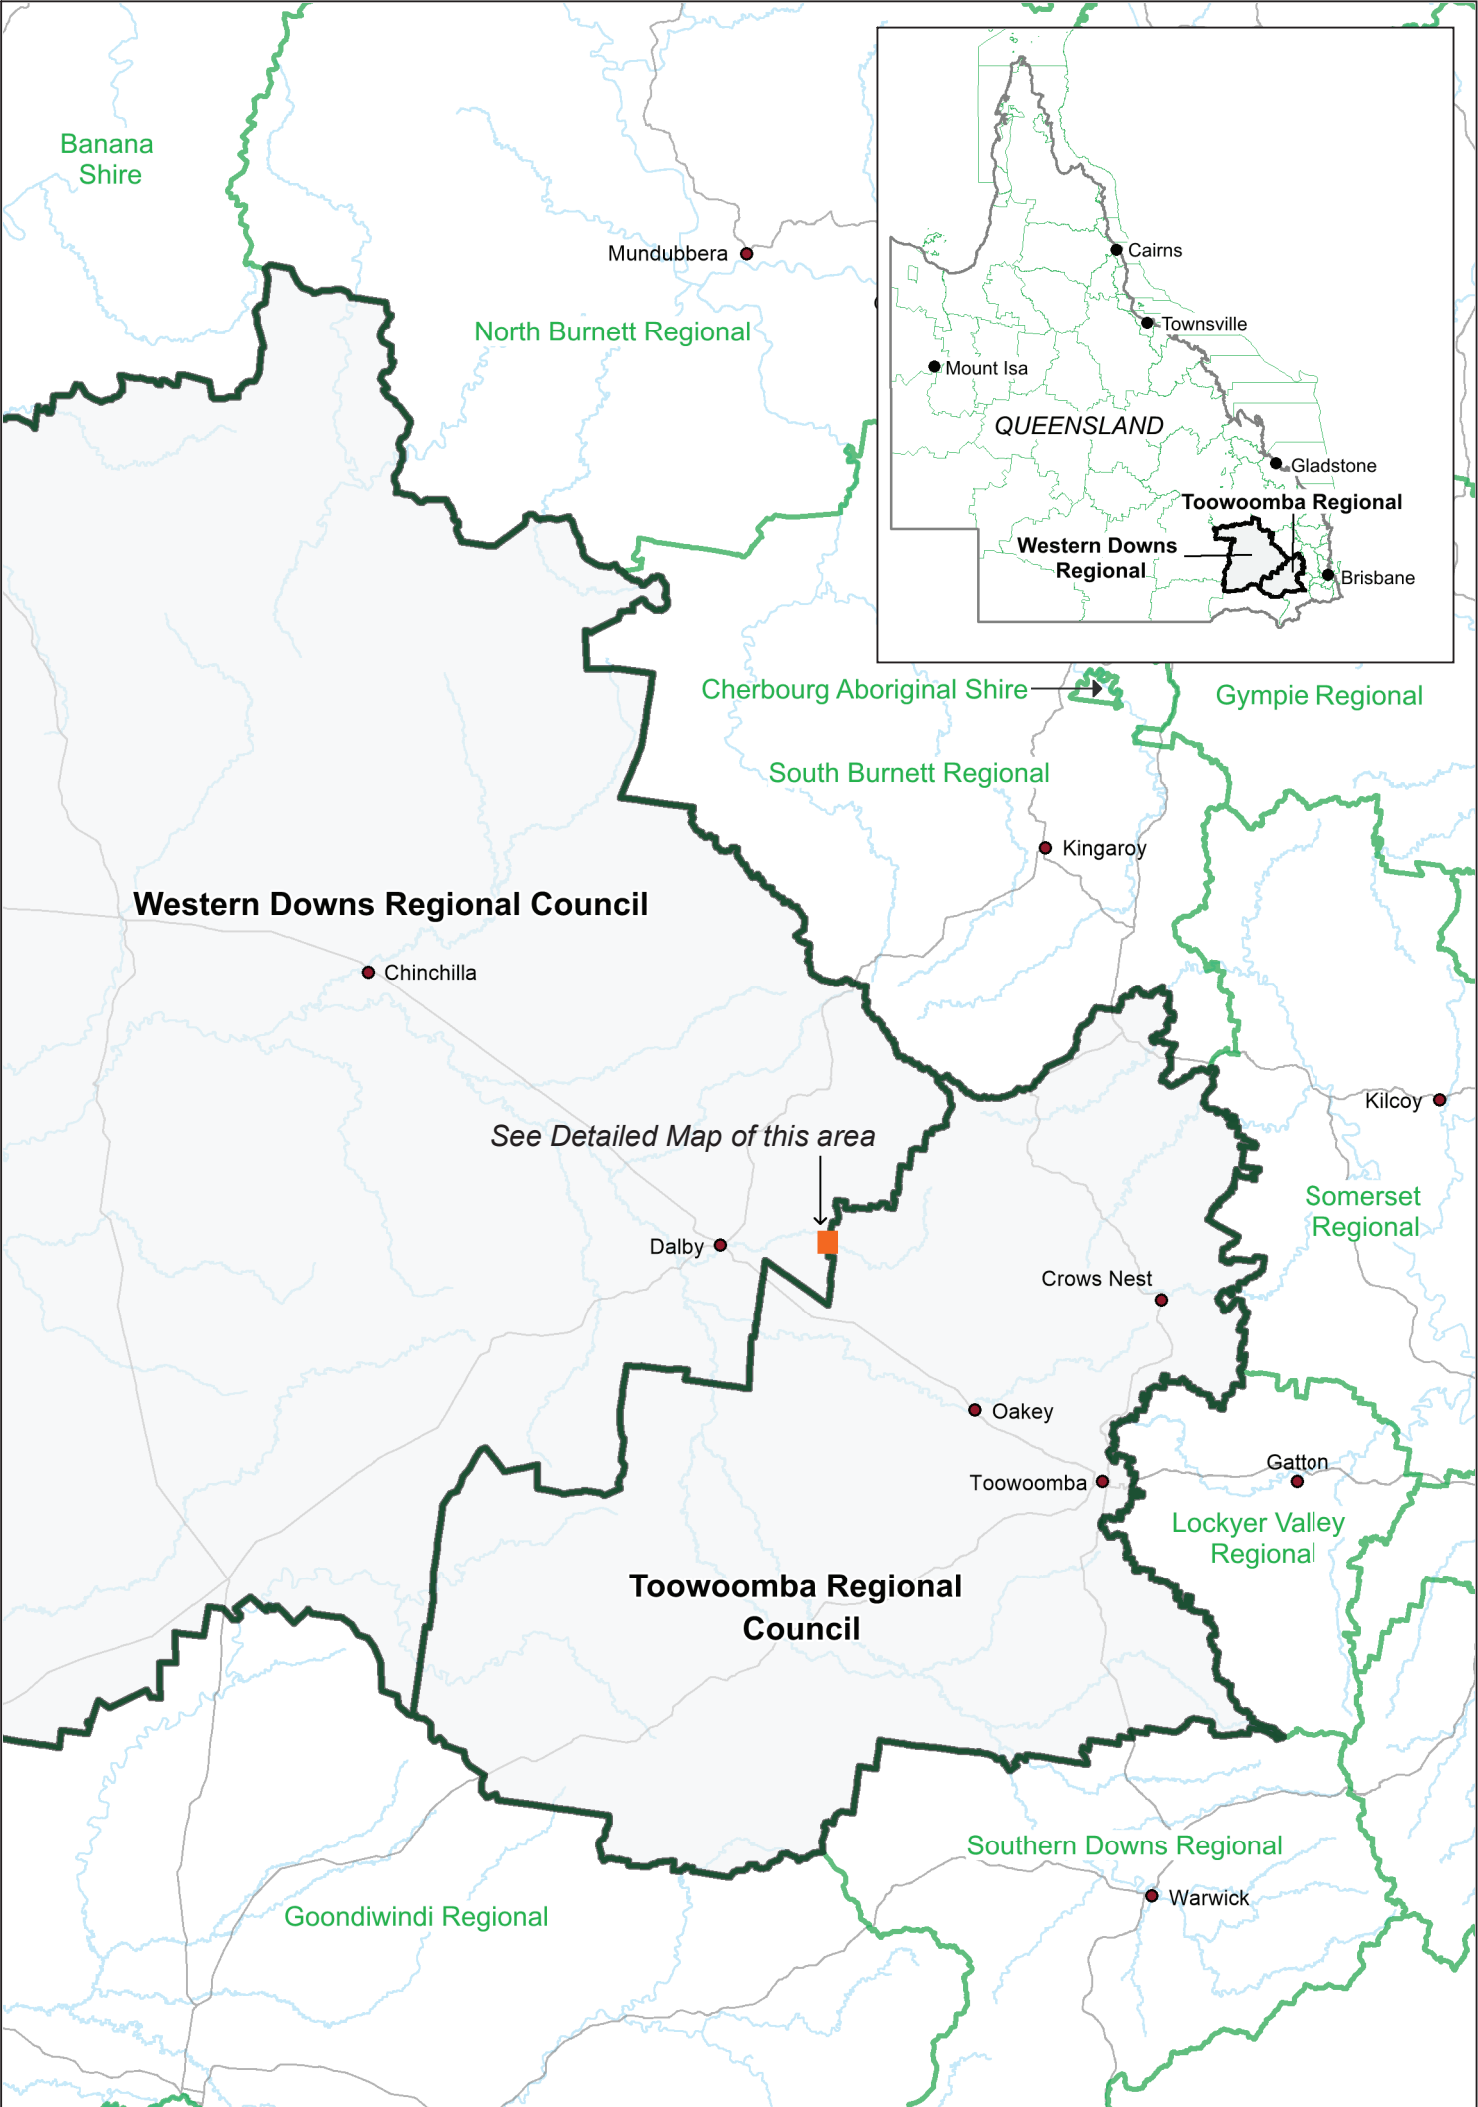 Banana
Shire
Mundubbera
North Burnett Regional
Cairns
Townsville
Mount Isa
QUEENSLAND
Gladstone
Toowoomba Regional
Western Downs
Regional
Brisbane
Cherbourg Aboriginal Shire
Gympie Regional
South Burnett Regional
Kingaroy
Western Downs Regional Council
Chinchilla
Kilcoy
See Detailed Map of this area
Somerset
Regional
Dalby
Crows Nest
Oakey
Gatton
Toowoomba
Lockyer Valley
Regional
Toowoomba Regional
Council
Southern Downs Regional
Warwick
Goondiwindi Regional